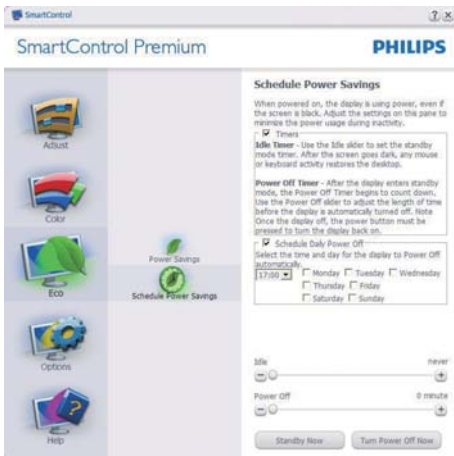 SmartControl
SmartControl Premium
PHILIPS
Adjust
Color
Eco
Options
Help
Power Savings
Schedule Power Savings
Schedule Power Savings
When powered on, the display is using power, even if
the screen is black. Adjust the settings on this pane to
minimize the power usage during inactivity.
Timers
Idle Timer - Use the Idle slider to set the standby
mode timer. After the screen goes dark, any mouse
or keyboard activity restores the desktop.
Power Off Timer - After the display enters standby
mode, the Power Off Timer begins to count down.
Use the Power Off slider to adjust the length of time
before the display is automatically turned off. Note
Once the display off, the power button must be
pressed to turn the display back on.
Schedule Daily Power Off
Select the time and day for the display to Power Off
automatically.
17:00 Monday Tuesday Wednesday
Thursday Friday
Saturday Sunday
Idle never
Power Off 0 minute
Standby Now Turn Power Off Now